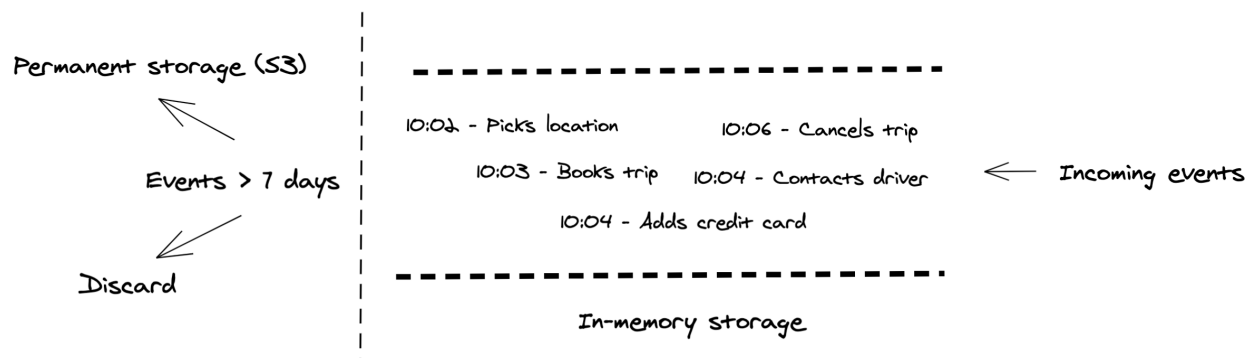 Permanent storage (S3)
Events > 7 days
Discard
10:02 - Picks location
10:06 - Cancels trip
10:03 - Books trip
10:04 - Contacts driver
10:04 - Adds credit card
In-memory storage
Incoming events